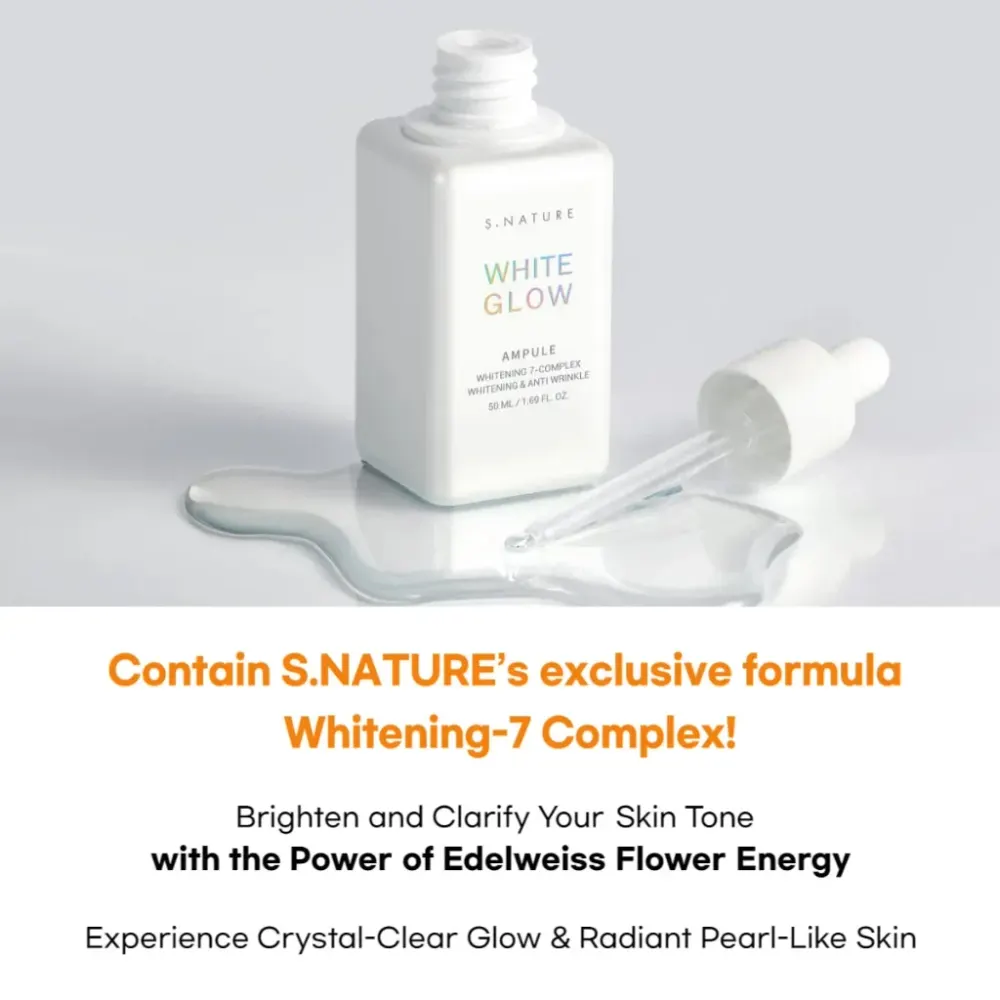 S.NATURE
WHITE
GLOW
AMPULE
WHITENING 7-COMPLEX
WHITENING & ANTI WRINKLE
50 ML / 1.69 FL. OZ.
Contain S.NATURE's exclusive formula
Whitening-7 Complex!
Brighten and Clarify Your Skin Tone
with the Power of Edelweiss Flower Energy
Experience Crystal-Clear Glow & Radiant Pearl-Like Skin